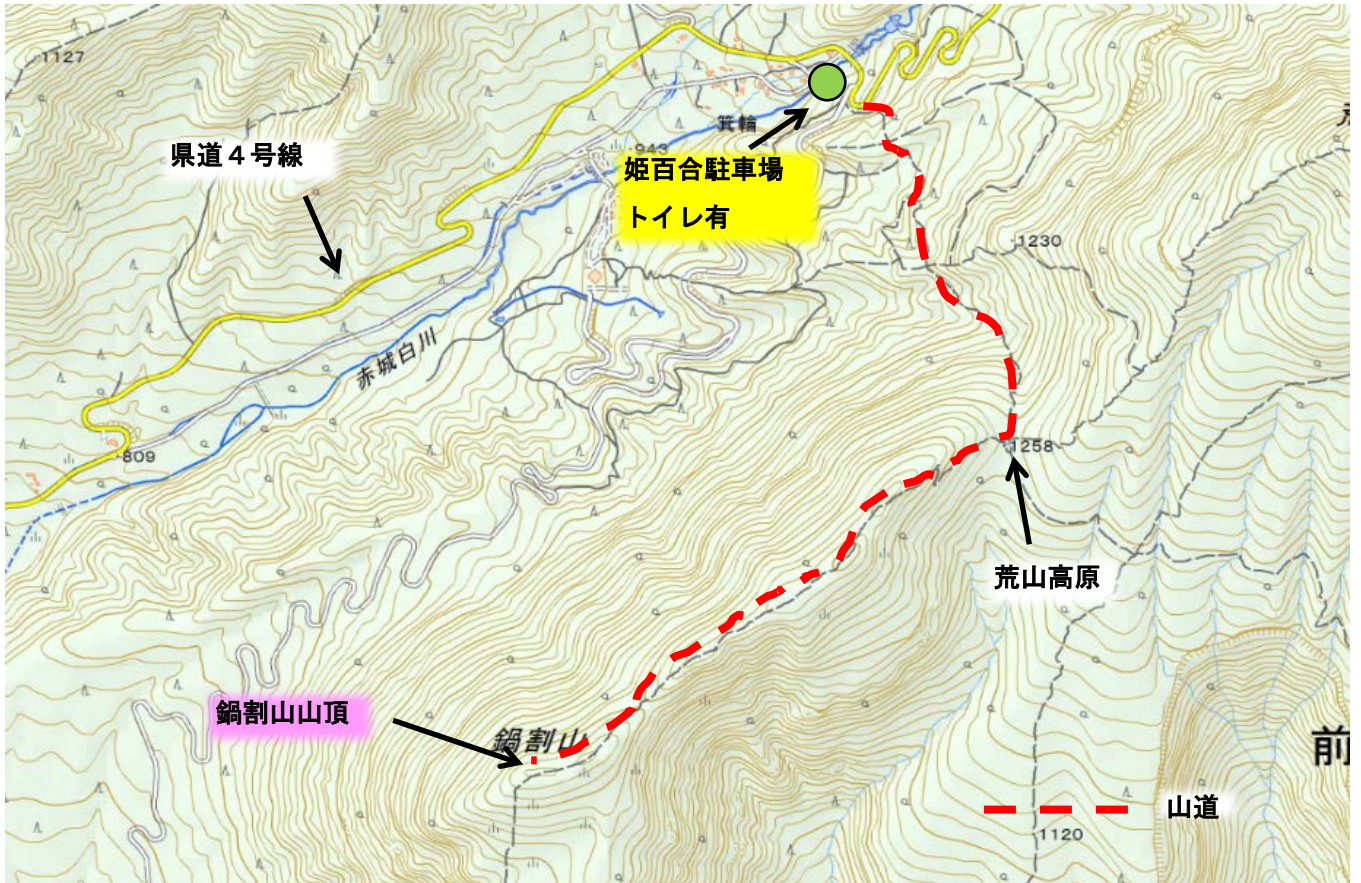 1127
県道４号線
箕輪
943
姫百合駐車場
トイレ有
1230
赤城白川
809
1258
荒山高原
鍋割山山頂
鍋割山
前
山道
1120